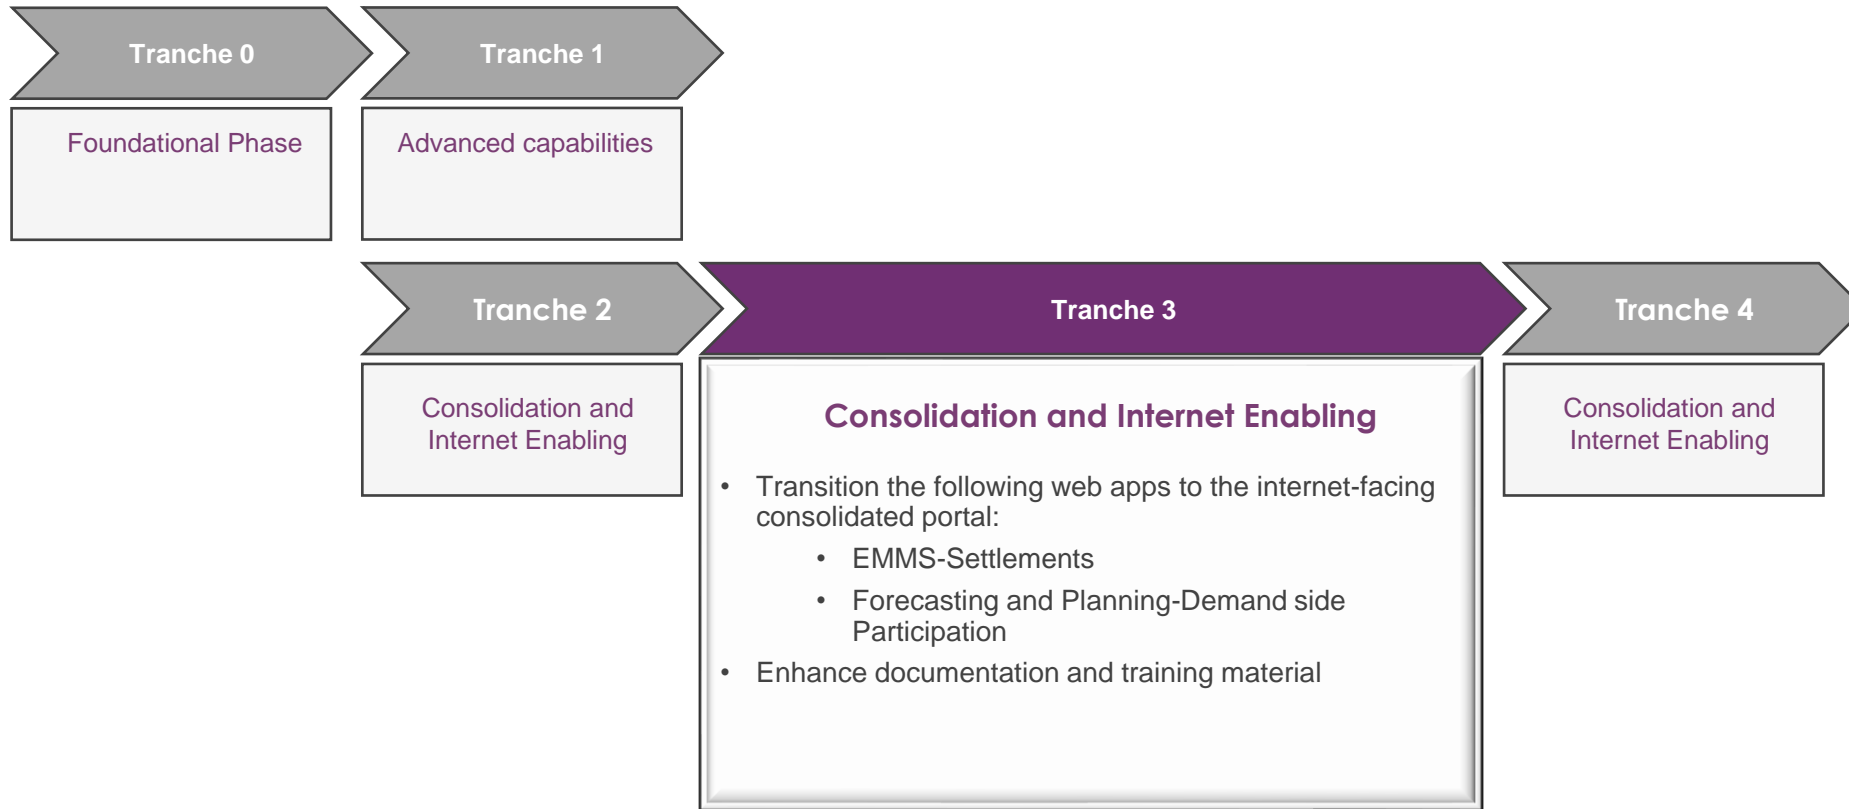 Tranche 0
Tranche 1
Foundational Phase
Advanced capabilities
Tranche 2
Tranche 3
Tranche 4
Consolidation and
Internet Enabling
Consolidation and Internet Enabling
• Transition the following web apps to the internet-facing
consolidated portal:
• EMMS-Settlements
• Forecasting and Planning-Demand side
Participation
• Enhance documentation and training material
Consolidation and
Internet Enabling